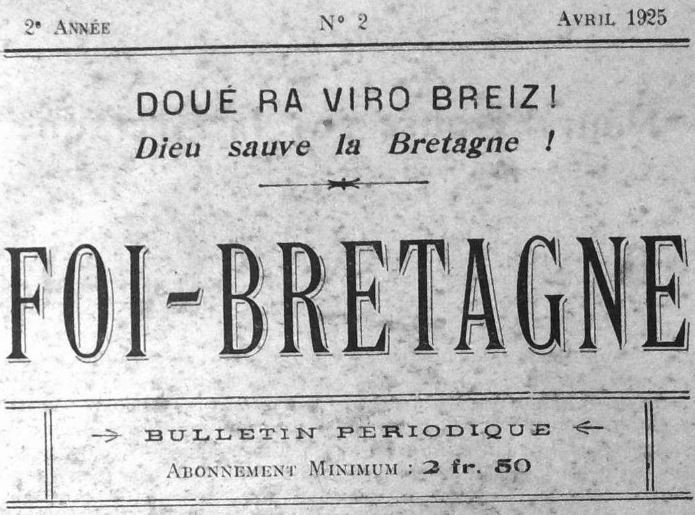 2e ANNÉE N° 2 AVRIL 1925
DOUÉ RA VIRO BREIZ!
Dieu sauve la Bretagne !
FOI-BRETAGNE
BULLETIN PERIODIQUE
ABONNEMENT MINIMUM : 2 fr. 50